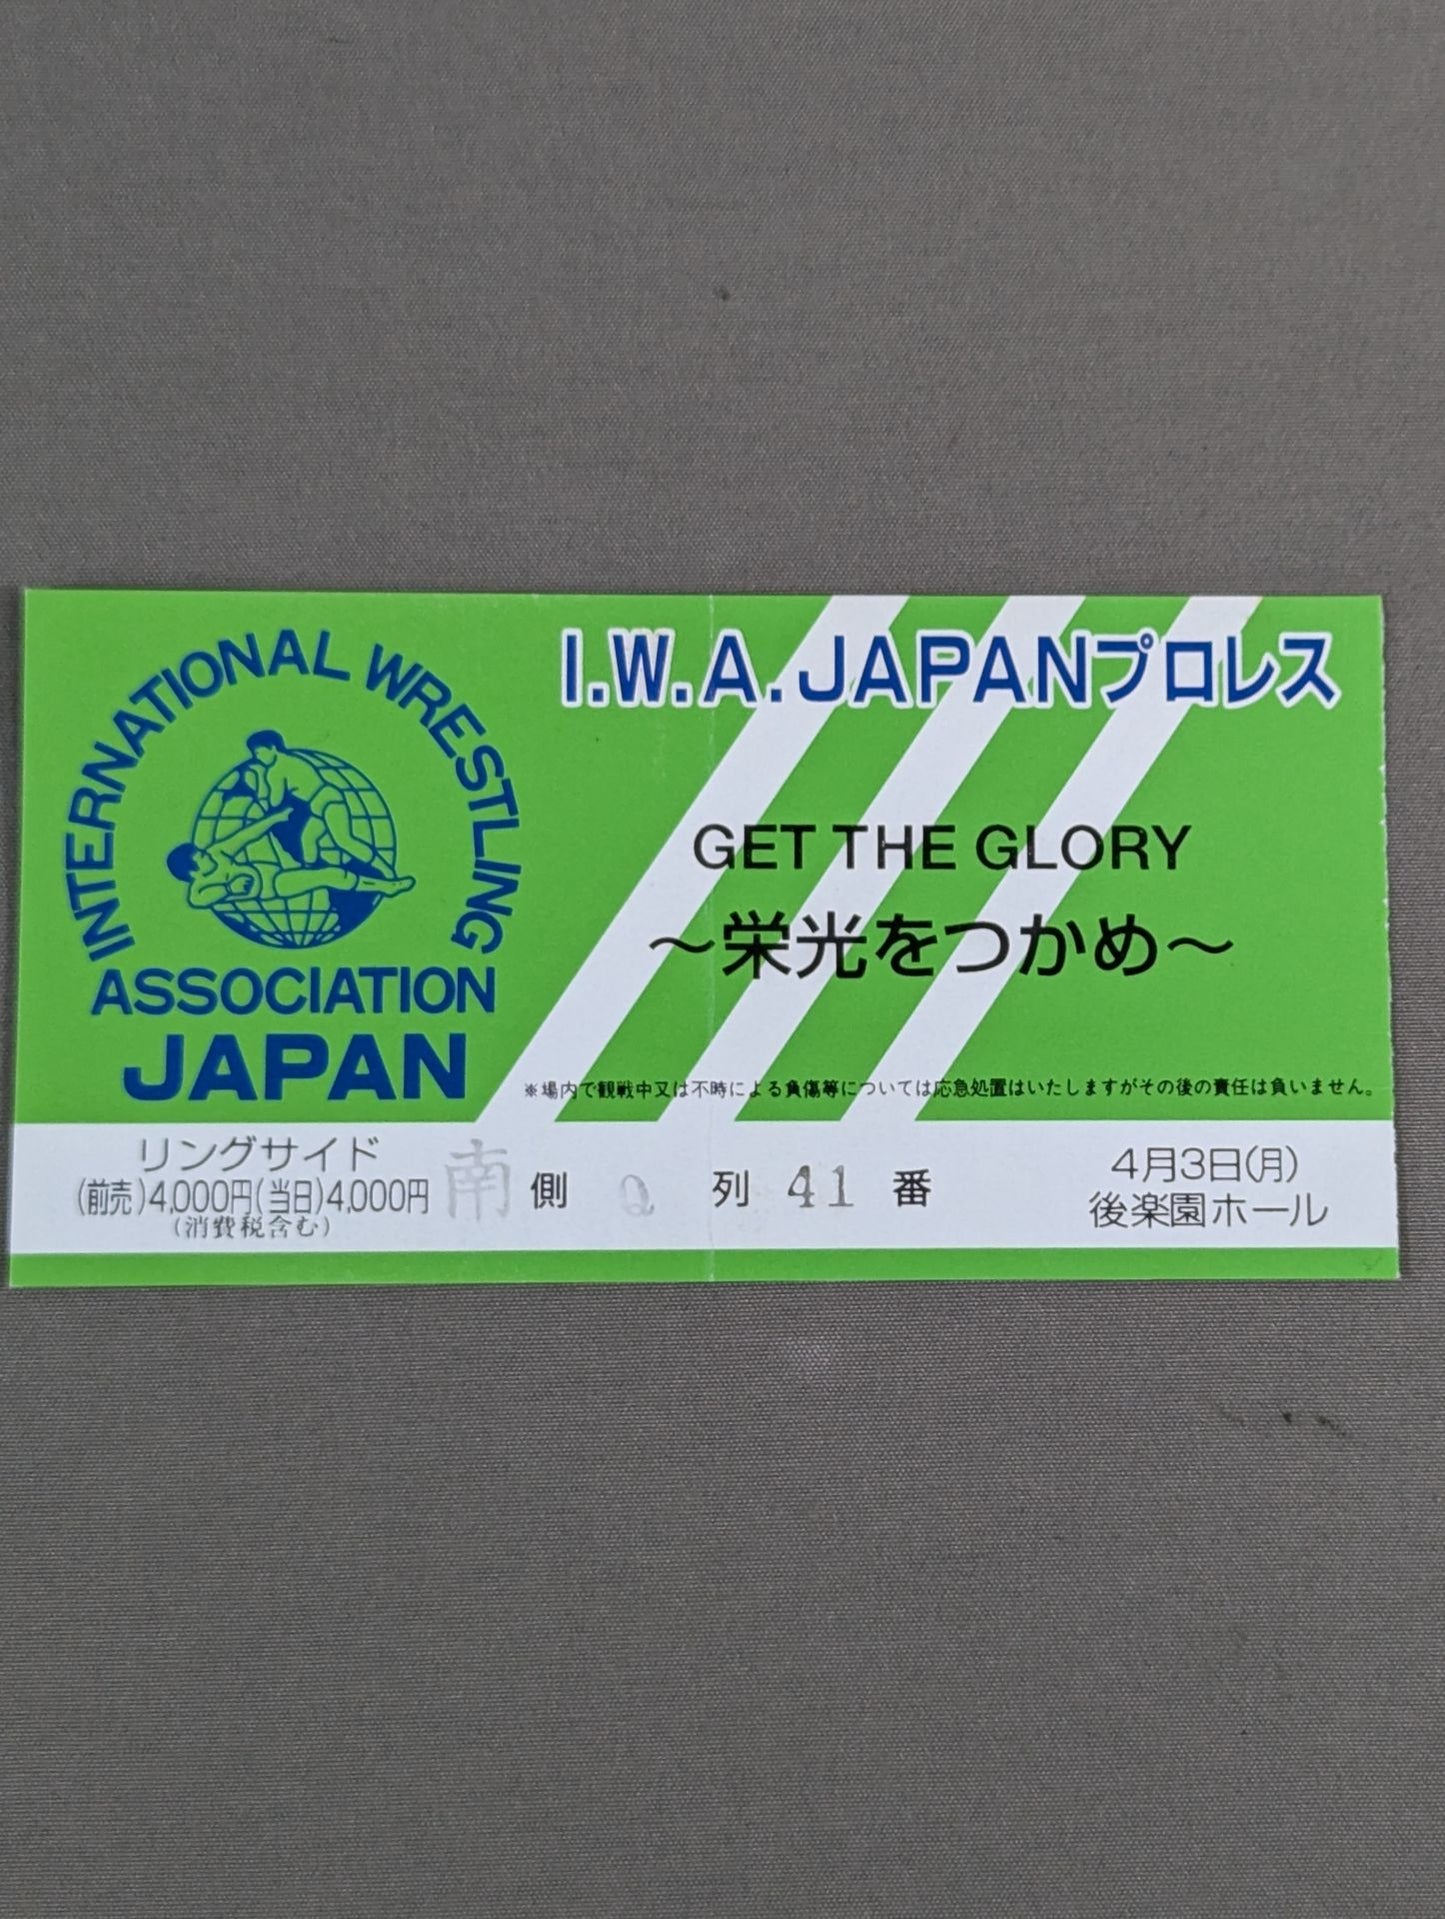 INTERNATIONAL WRESTLING
ASSOCIATION
JAPAN
I.W.A.JAPANプロレス
GET THE GLORY
〜栄光をつかめ〜
※場内で観戦中又は不時による負傷等については応急処置はいたしますがその後の責任は負いません。
リングサイド
(前売)4,000円(当日)4,000円
(消費税含む)
南側 Q 列 41 番
4月3日(月)
後楽園ホール